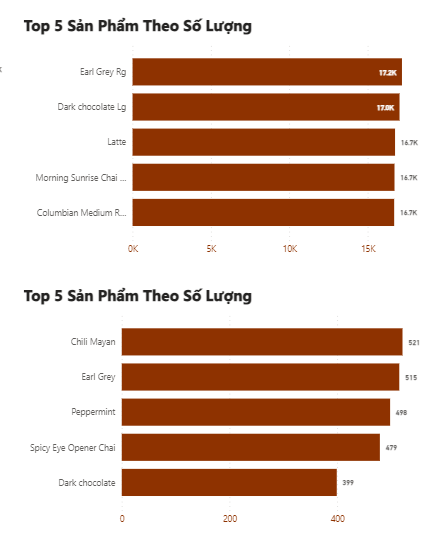 Top 5 Sản Phẩm Theo Số Lượng
Earl Grey Rg 17.2K
Dark chocolate Lg 17.0K
Latte 16.7K
Morning Sunrise Chai ... 16.7K
Columbian Medium R... 16.7K
0K 5K 10K 15K
Top 5 Sản Phẩm Theo Số Lượng
Chili Mayan 521
Earl Grey 515
Peppermint 498
Spicy Eye Opener Chai 479
Dark chocolate 399
0 200 400